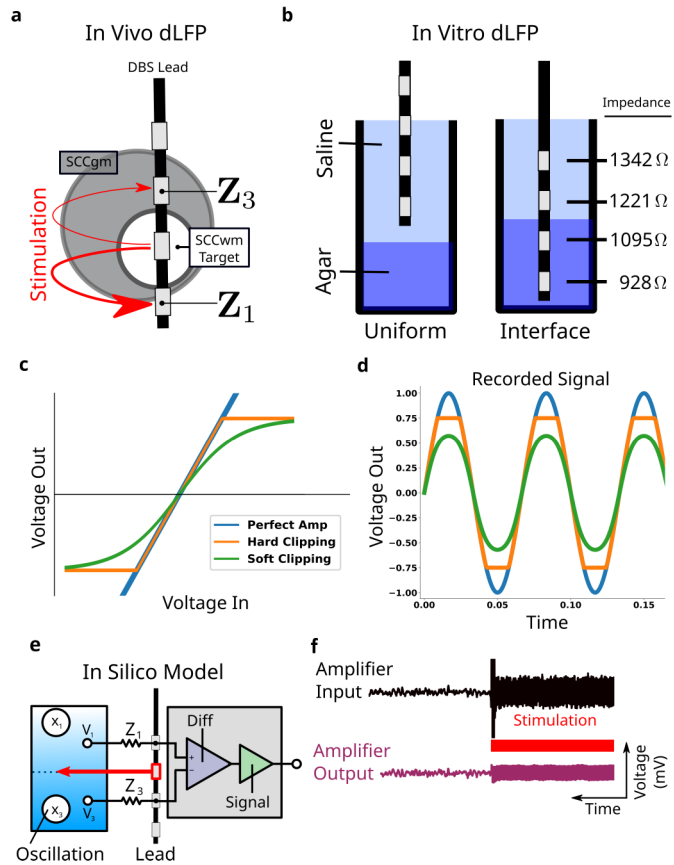 a
In Vivo dLFP
DBS Lead
SCCgm
Z3
Stimulation
SCCwm
Target
Z1
b
In Vitro dLFP
Impedance
Saline
1342 Ω
1221 Ω
1095Ω
Agar
928 Ω
Uniform
Interface
c
Voltage Out
Perfect Amp
Hard Clipping
Soft Clipping
Voltage In
d
Recorded Signal
Voltage Out
1.00
0.75
0.50
0.25
0.00
−0.25
−0.50
−0.75
−1.00
0.00
0.05
0.10
0.15
Time
e
In Silico Model
x1
V1
Z1
Diff
+
−
x3
V3
Z3
Signal
Oscillation
Lead
f
Amplifier
Input
Stimulation
Amplifier
Output
Voltage
(mV)
Time